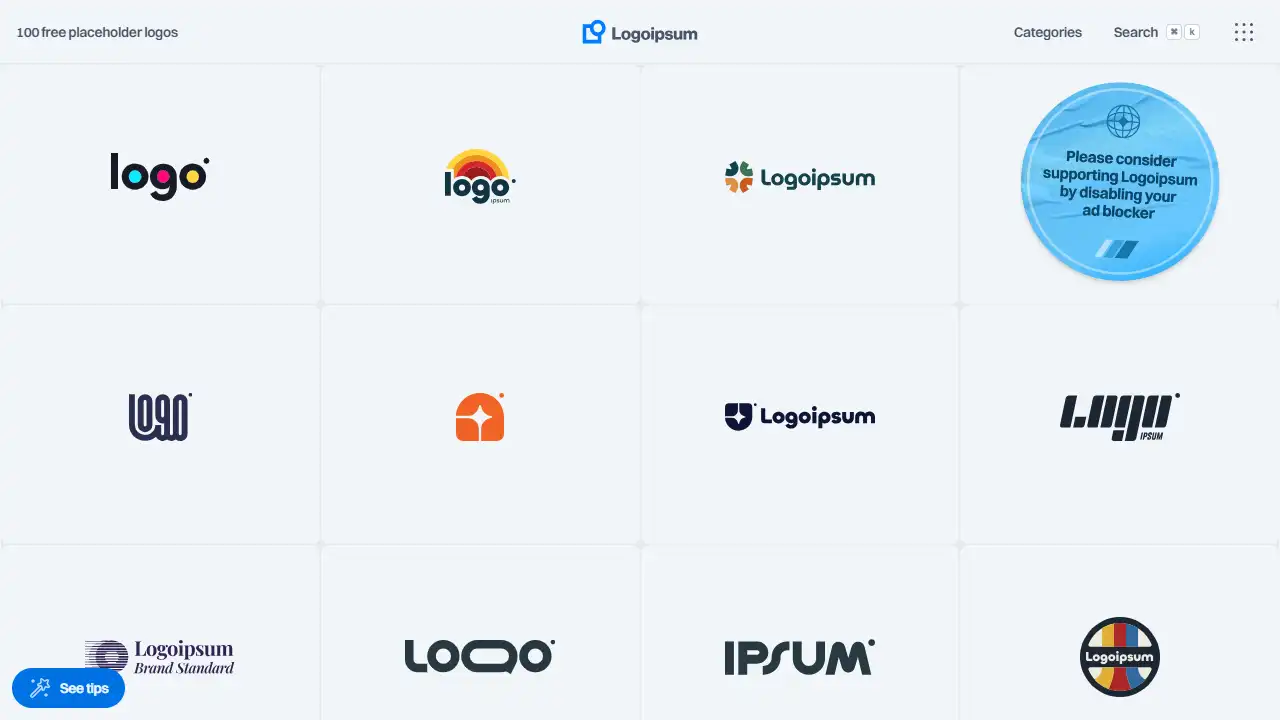 100 free placeholder logos
Logoipsum
Categories
Search ⌘ k
logo
logo
ipsum
Logoipsum
Please consider
supporting Logoipsum
by disabling your
ad blocker
logo
Logoipsum
Logo
IPSUM
Logoipsum
Brand Standard
LOGO
IPSUM
Logoipsum
See tips